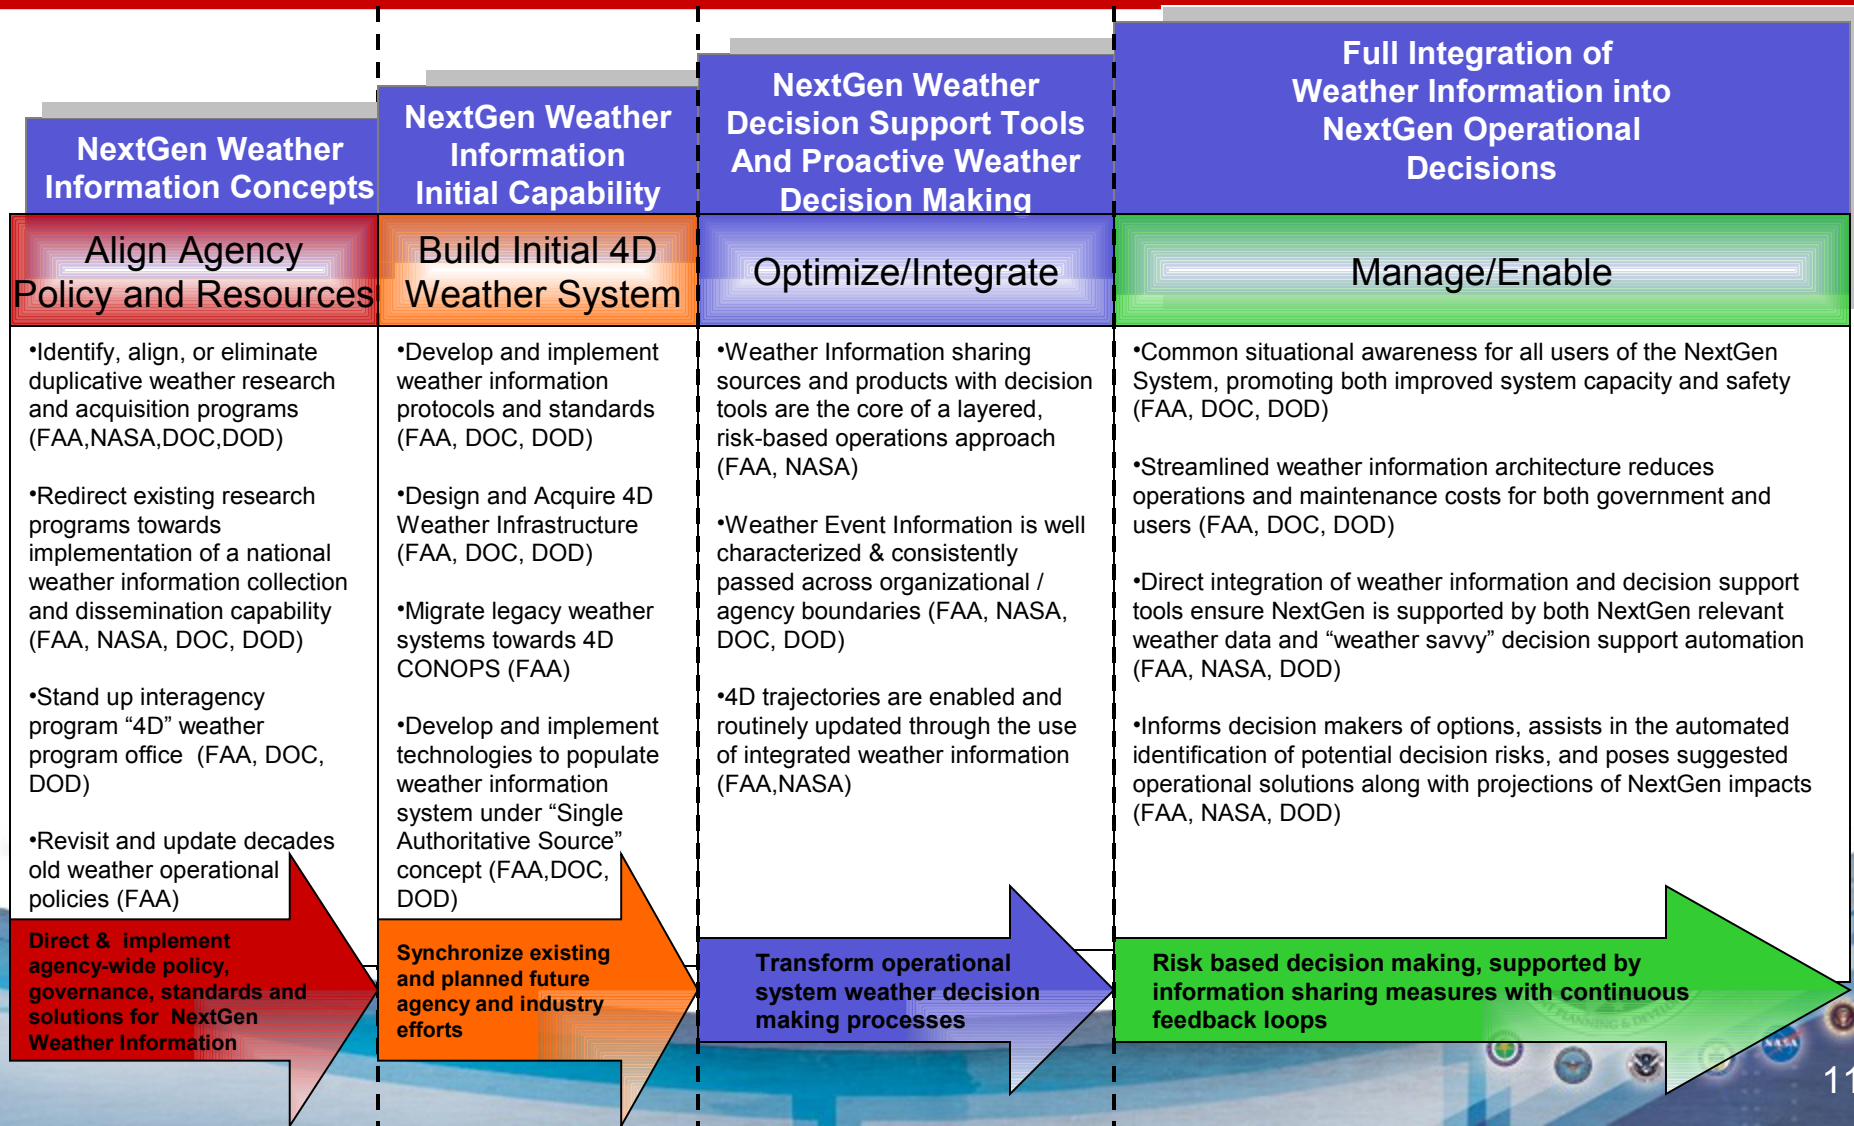 NextGen Weather
Information Concepts
Align Agency
Policy and Resources
•Identify, align, or eliminate
duplicative weather research
and acquisition programs
(FAA,NASA,DOC,DOD)
•Redirect existing research
programs towards
implementation of a national
weather information collection
and dissemination capability
(FAA, NASA, DOC, DOD)
•Stand up interagency
program “4D” weather
program office  (FAA, DOC,
DOD)
•Revisit and update decades
old weather operational
policies (FAA)
Direct &  implement
agency-wide policy,
governance, standards and
solutions for  NextGen
Weather Information
NextGen Weather
Information
Initial Capability
Build Initial 4D
Weather System
•Develop and implement
weather information
protocols and standards
(FAA, DOC, DOD)
•Design and Acquire 4D
Weather Infrastructure
(FAA, DOC, DOD)
•Migrate legacy weather
systems towards 4D
CONOPS (FAA)
•Develop and implement
technologies to populate
weather information
system under “Single
Authoritative Source”
concept (FAA,DOC,
DOD)
Synchronize existing
and planned future
agency and industry
efforts
NextGen Weather
Decision Support Tools
And Proactive Weather
Decision Making
Optimize/Integrate
•Weather Information sharing
sources and products with decision
tools are the core of a layered,
risk-based operations approach
(FAA, NASA)
•Weather Event Information is well
characterized & consistently
passed across organizational /
agency boundaries (FAA, NASA,
DOC, DOD)
•4D trajectories are enabled and
routinely updated through the use
of integrated weather information
(FAA,NASA)
Transform operational
system weather decision
making processes
Full Integration of
Weather Information into
NextGen Operational
Decisions
Manage/Enable
•Common situational awareness for all users of the NextGen
System, promoting both improved system capacity and safety
(FAA, DOC, DOD)
•Streamlined weather information architecture reduces
operations and maintenance costs for both government and
users (FAA, DOC, DOD)
•Direct integration of weather information and decision support
tools ensure NextGen is supported by both NextGen relevant
weather data and “weather savvy” decision support automation
(FAA, NASA, DOD)
•Informs decision makers of options, assists in the automated
identification of potential decision risks, and poses suggested
operational solutions along with projections of NextGen impacts
(FAA, NASA, DOD)
Risk based decision making, supported by
information sharing measures with continuous
feedback loops
PLANNING &
NASA
11